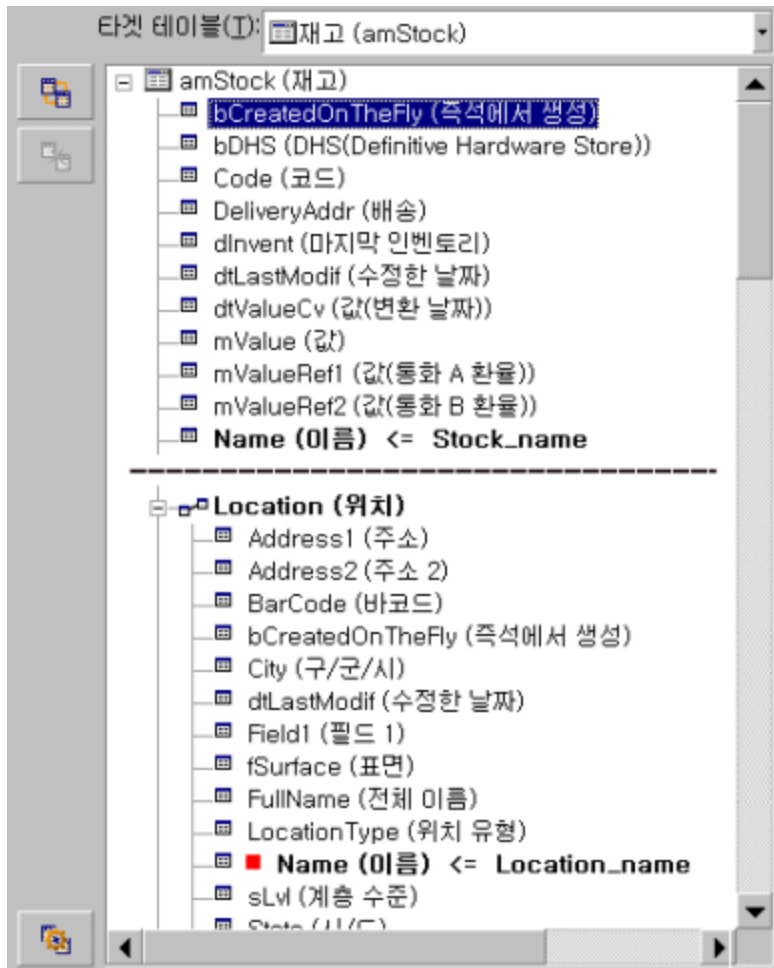 타겟 테이블(T): 재고 (amStock)
amStock (재고)
bCreatedOnTheFly (즉석에서 생성)
bDHS (DHS(Definitive Hardware Store))
Code (코드)
DeliveryAddr (배송)
dInvent (마지막 인벤토리)
dtLastModif (수정한 날짜)
dtValueCv (값(변환 날짜))
mValue (값)
mValueRef1 (값(통화 A 환율))
mValueRef2 (값(통화 B 환율))
Name (이름) <= Stock_name
Location (위치)
Address1 (주소)
Address2 (주소 2)
BarCode (바코드)
bCreatedOnTheFly (즉석에서 생성)
City (구/군/시)
dtLastModif (수정한 날짜)
Field1 (필드 1)
fSurface (표면)
FullName (전체 이름)
LocationType (위치 유형)
Name (이름) <= Location_name
sLvl (계층 수준)
State (시/도)